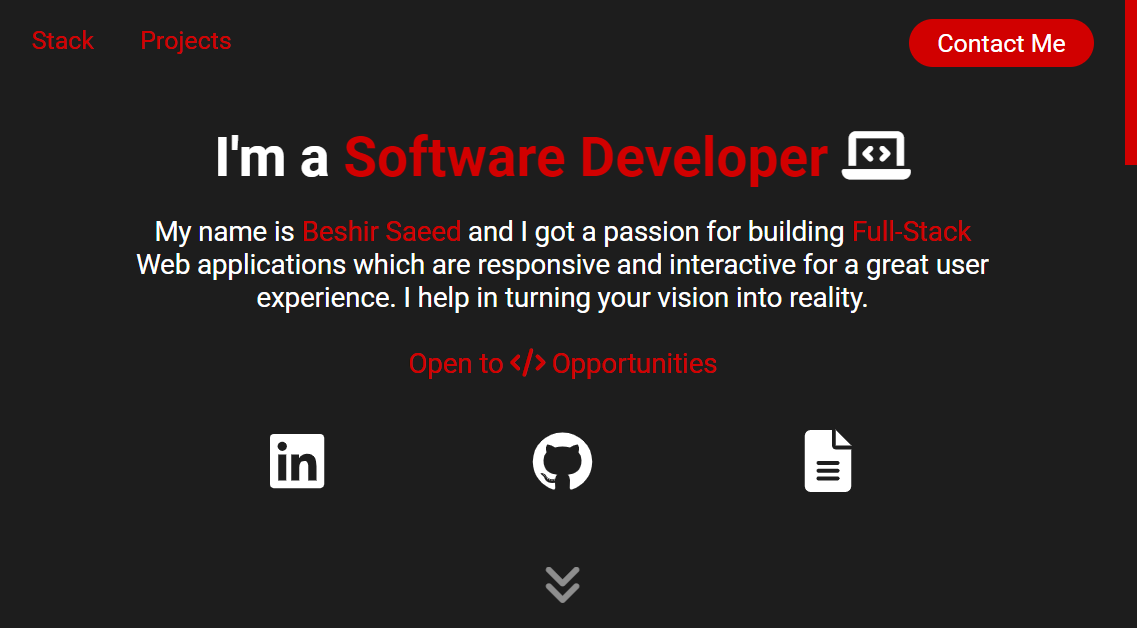 Stack Projects Contact Me
I'm a Software Developer
My name is Beshir Saeed and I got a passion for building Full-Stack
Web applications which are responsive and interactive for a great user
experience. I help in turning your vision into reality.
Open to </> Opportunities
in